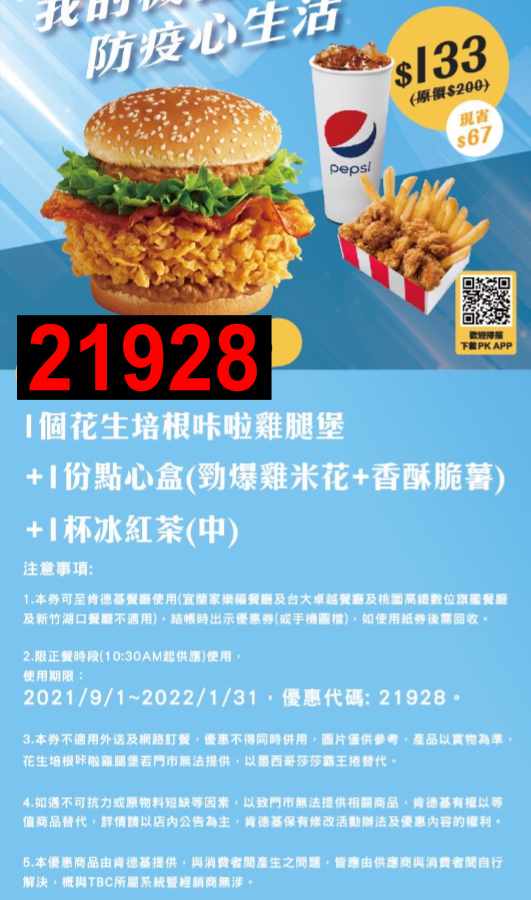 我的
防疫心生活
$133
(原價$200)
現省
$67
pepsi
歡迎掃描
下載PK APP
21928
1個花生培根咔啦雞腿堡
+1份點心盒(勁爆雞米花+香酥脆薯)
+1杯冰紅茶(中)
注意事項:
1.本券可至肯德基餐廳使用(宜蘭家樂福餐廳及台大卓越餐廳及桃園高鐵數位旗艦餐廳
及新竹湖口餐廳不適用)，結帳時出示優惠券(或手機圖檔)，如使用紙券後需回收。
2.限正餐時段(10:30AM起供應)使用，
使用期限：
2021/9/1~2022/1/31，優惠代碼: 21928。
3.本券不適用外送及網路訂餐，優惠不得同時併用，圖片僅供參考，產品以實物為準，
花生培根咔啦雞腿堡若門市無法提供，以墨西哥莎莎霸王捲替代。
4.如遇不可抗力或原物料短缺等因素，以致門市無法提供相關商品，肯德基有權以等
值商品替代，詳情請以店內公告為主，肯德基保有修改活動辦法及優惠內容的權利。
5.本優惠商品由肯德基提供，與消費者間產生之問題，皆應由供應商與消費者間自行
解決，概與TBC所屬系統暨經銷商無涉。